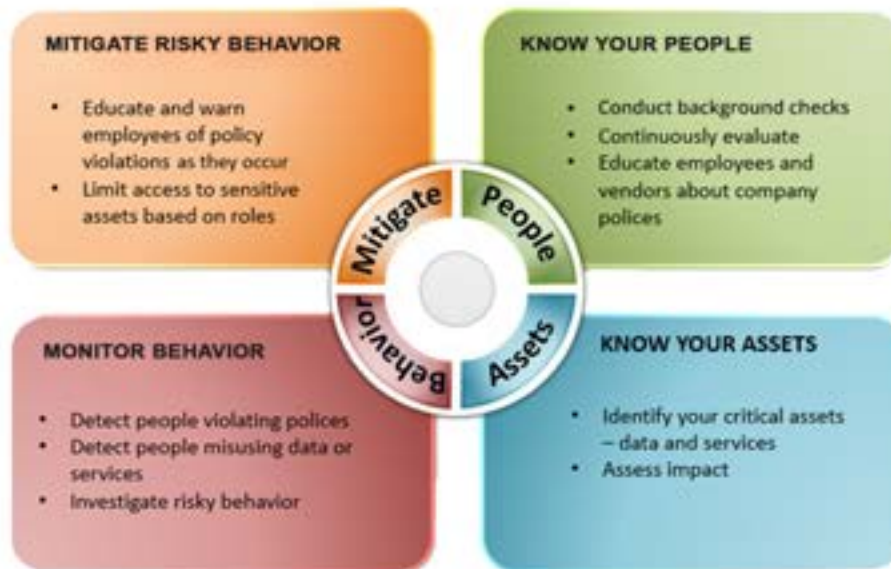 MITIGATE RISKY BEHAVIOR
• Educate and warn
employees of policy
violations as they occur
• Limit access to sensitive
assets based on roles
KNOW YOUR PEOPLE
• Conduct background checks
• Continuously evaluate
• Educate employees and
vendors about company
polices
Mitigate
People
Behavior
Assets
MONITOR BEHAVIOR
• Detect people violating polices
• Detect people misusing data or
services
• Investigate risky behavior
KNOW YOUR ASSETS
• Identify your critical assets
– data and services
• Assess impact